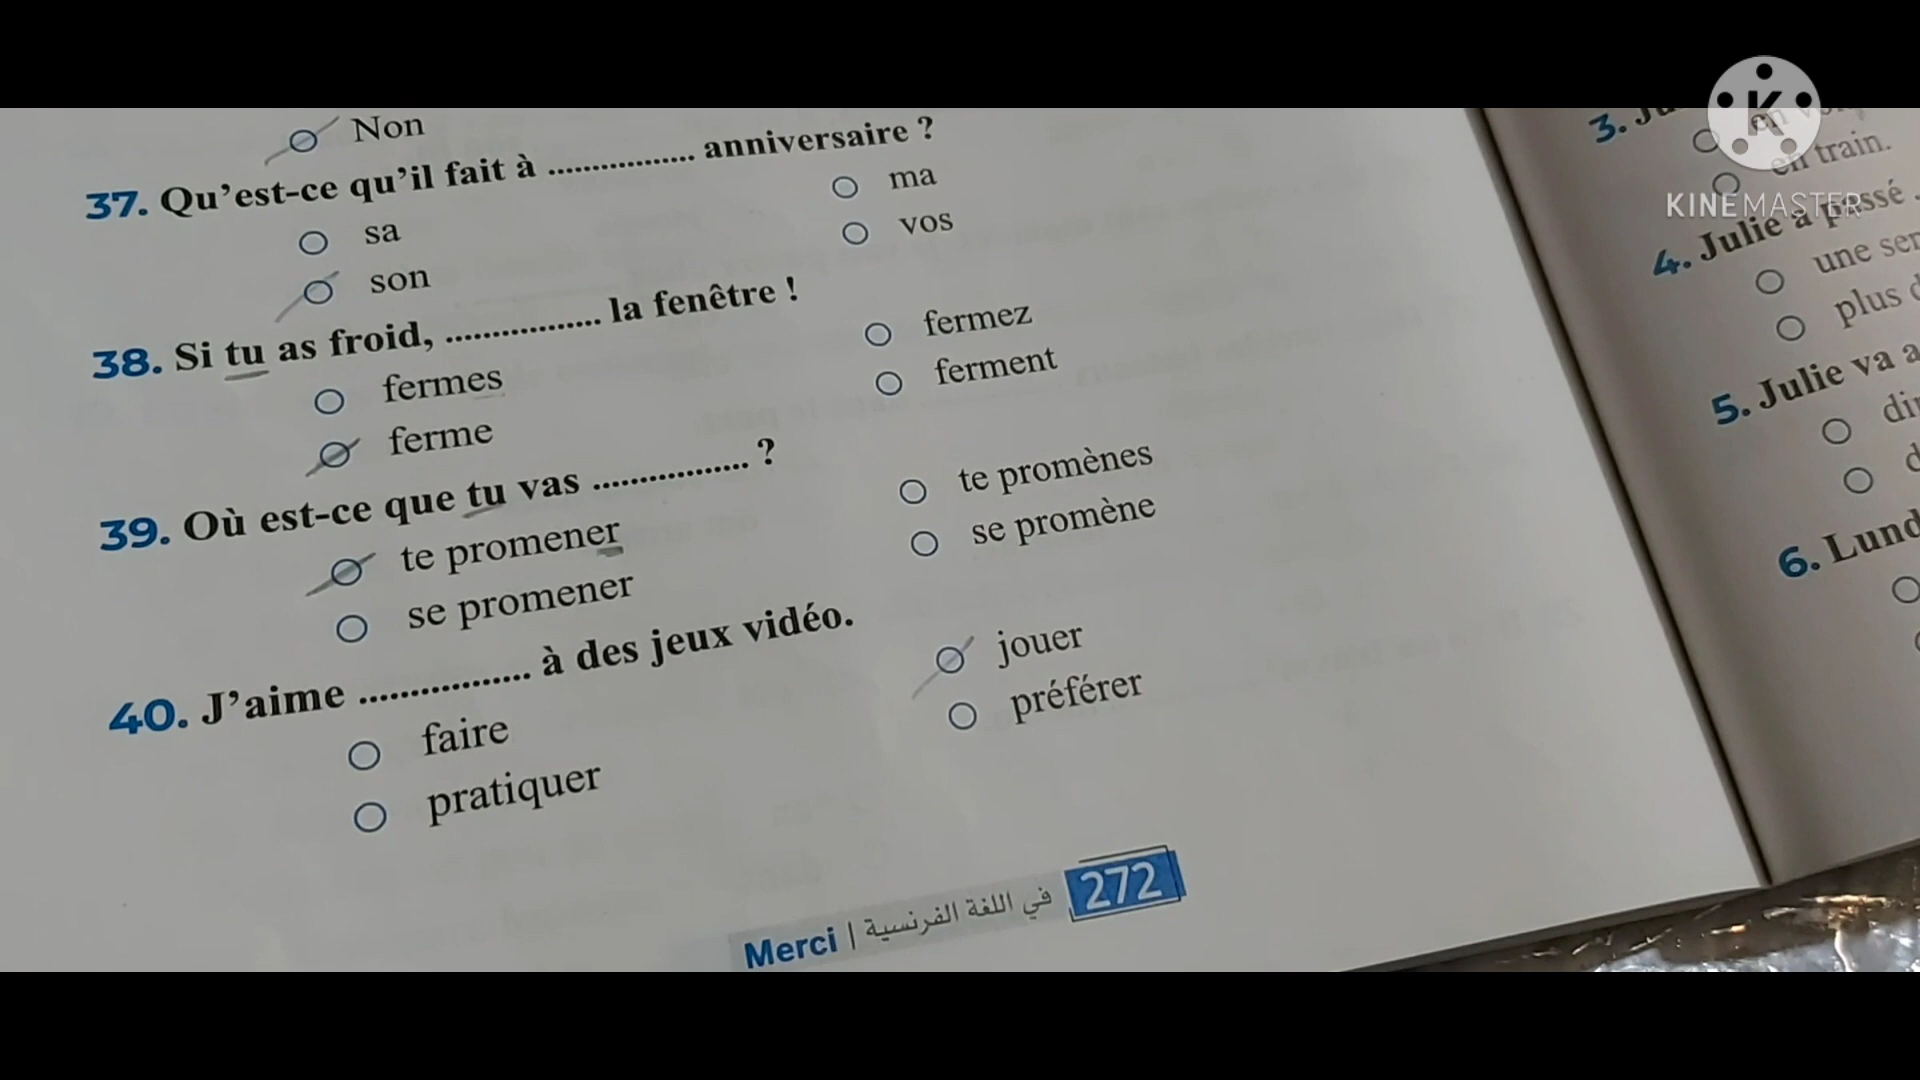 Non
37. Qu'est-ce qu'il fait à ................ anniversaire ?
sa
ma
son
vos
38. Si tu as froid, ................. la fenêtre !
fermes
fermez
ferme
ferment
39. Où est-ce que tu vas ................ ?
te promener
te promènes
se promener
se promène
40. J'aime .................. à des jeux vidéo.
faire
jouer
pratiquer
préférer
Merci | في اللغة الفرنسية 272
3.
en
en train.
4. Julie a passé
une
plus
5. Julie va
6.
KINEMASTER